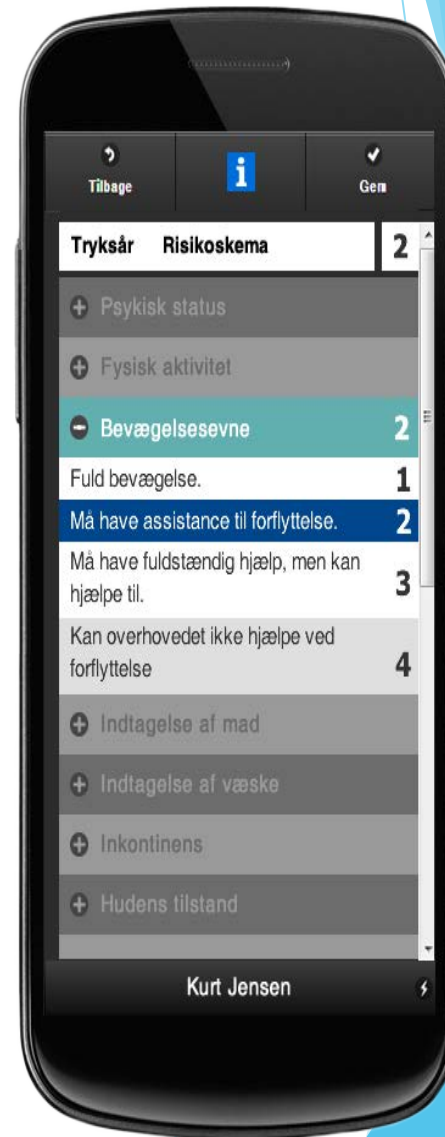 Tilbage
i
Gem
Tryksår Risikoskema 2
Psykisk status
Fysisk aktivitet
Bevægelsesevne 2
Fuld bevægelse. 1
Må have assistance til forflyttelse. 2
Må have fuldstændig hjælp, men kan
hjælpe til. 3
Kan overhovedet ikke hjælpe ved
forflyttelse 4
Indtagelse af mad
Indtagelse af væske
Inkontinens
Hudens tilstand
Kurt Jensen